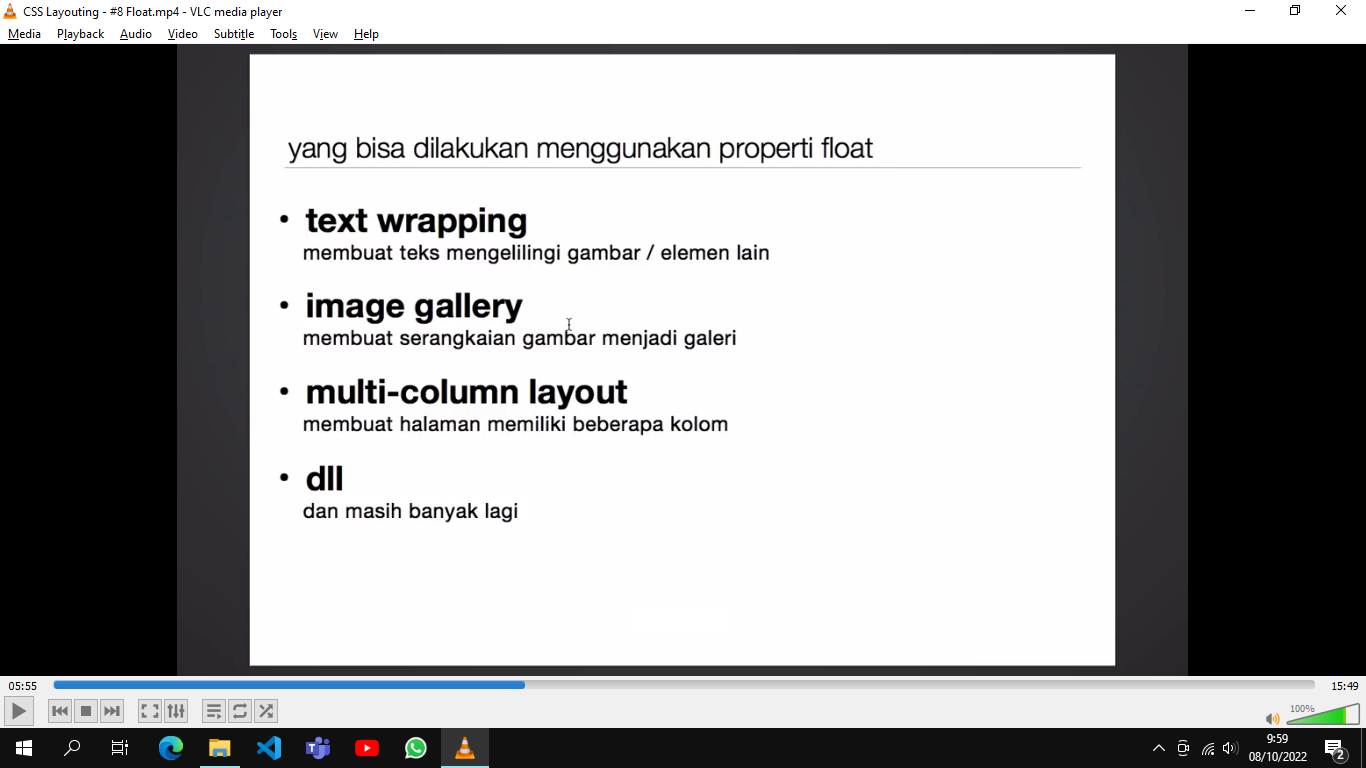 CSS Layouting - #8 Float.mp4 - VLC media player
Media Playback Audio Video Subtitle Tools View Help
yang bisa dilakukan menggunakan properti float
• text wrapping
membuat teks mengelilingi gambar / elemen lain
• image gallery
membuat serangkaian gambar menjadi galeri
• multi-column layout
membuat halaman memiliki beberapa kolom
• dll
dan masih banyak lagi
05:55 15:49
100%
9:59
08/10/2022
2